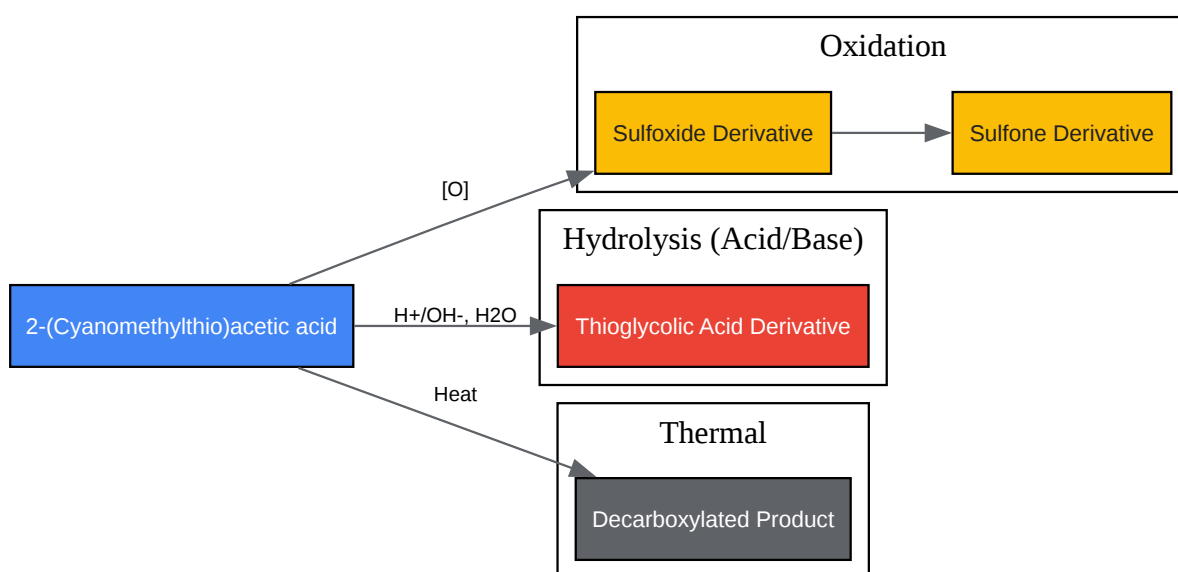 Oxidation
Sulfoxide Derivative
Sulfone Derivative
[O]
Hydrolysis (Acid/Base)
2-(Cyanomethylthio)acetic acid
H+/OH-, H2O
Thioglycolic Acid Derivative
Heat
Thermal
Decarboxylated Product